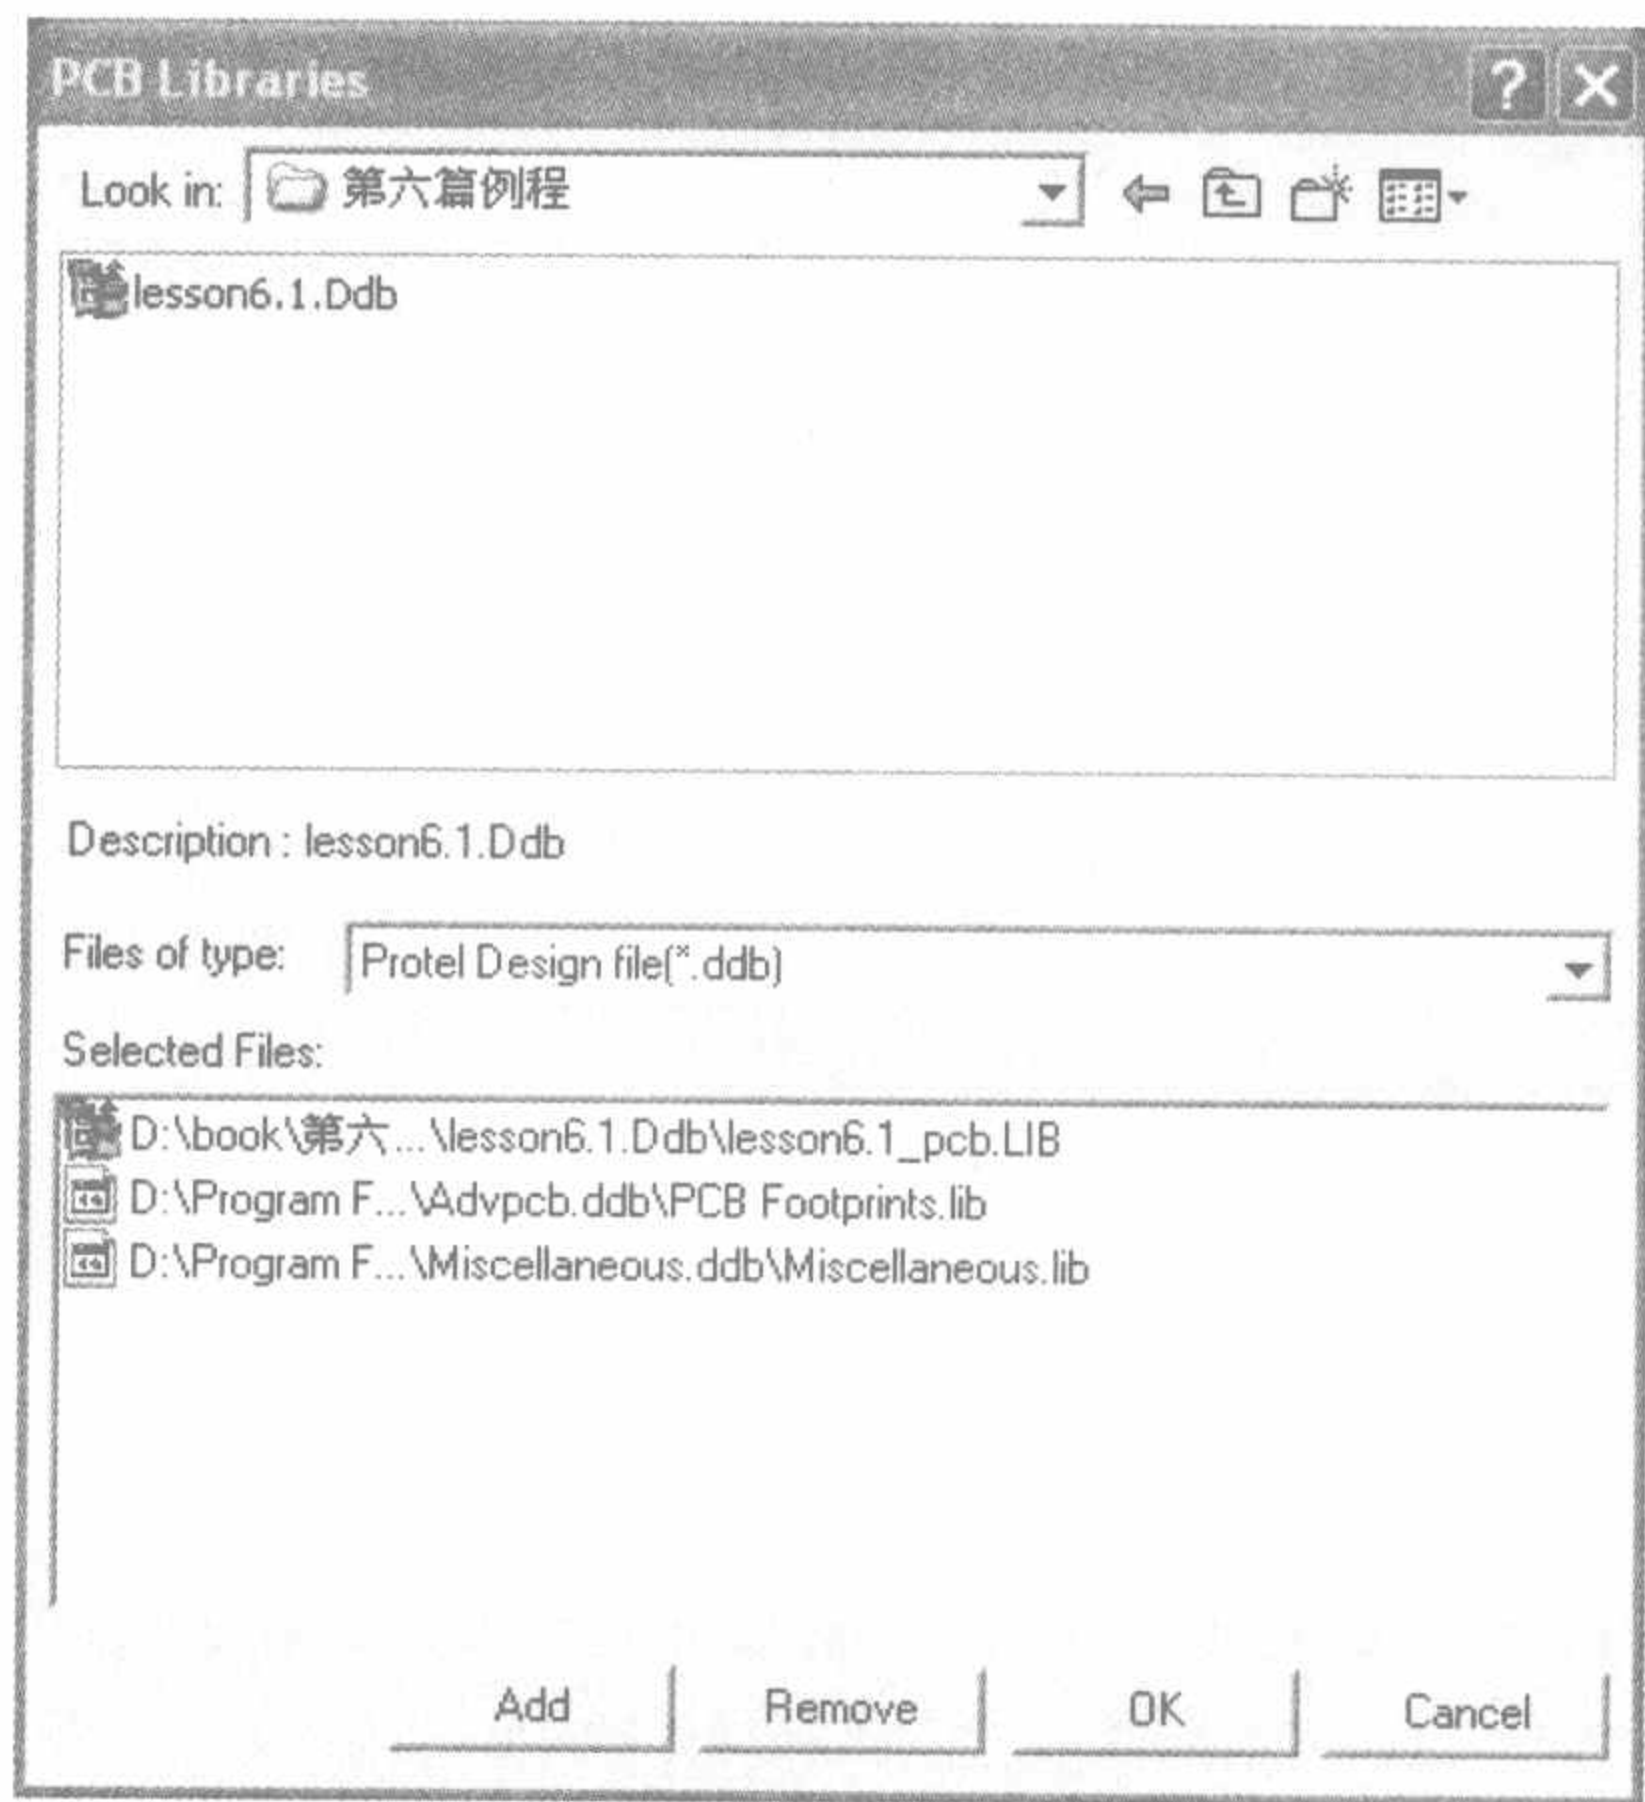 PCB Libraries
Look in: 第六篇例程
lesson6.1.Ddb
Description : lesson6.1.Ddb
Files of type: Protel Design file(*.ddb)
Selected Files:
D:\book\第六...\lesson6.1.Ddb\lesson6.1_pcb.LIB
D:\Program F...\Advpcb.ddb\PCB Footprints.lib
D:\Program F...\Miscellaneous.ddb\Miscellaneous.lib
Add Remove OK Cancel